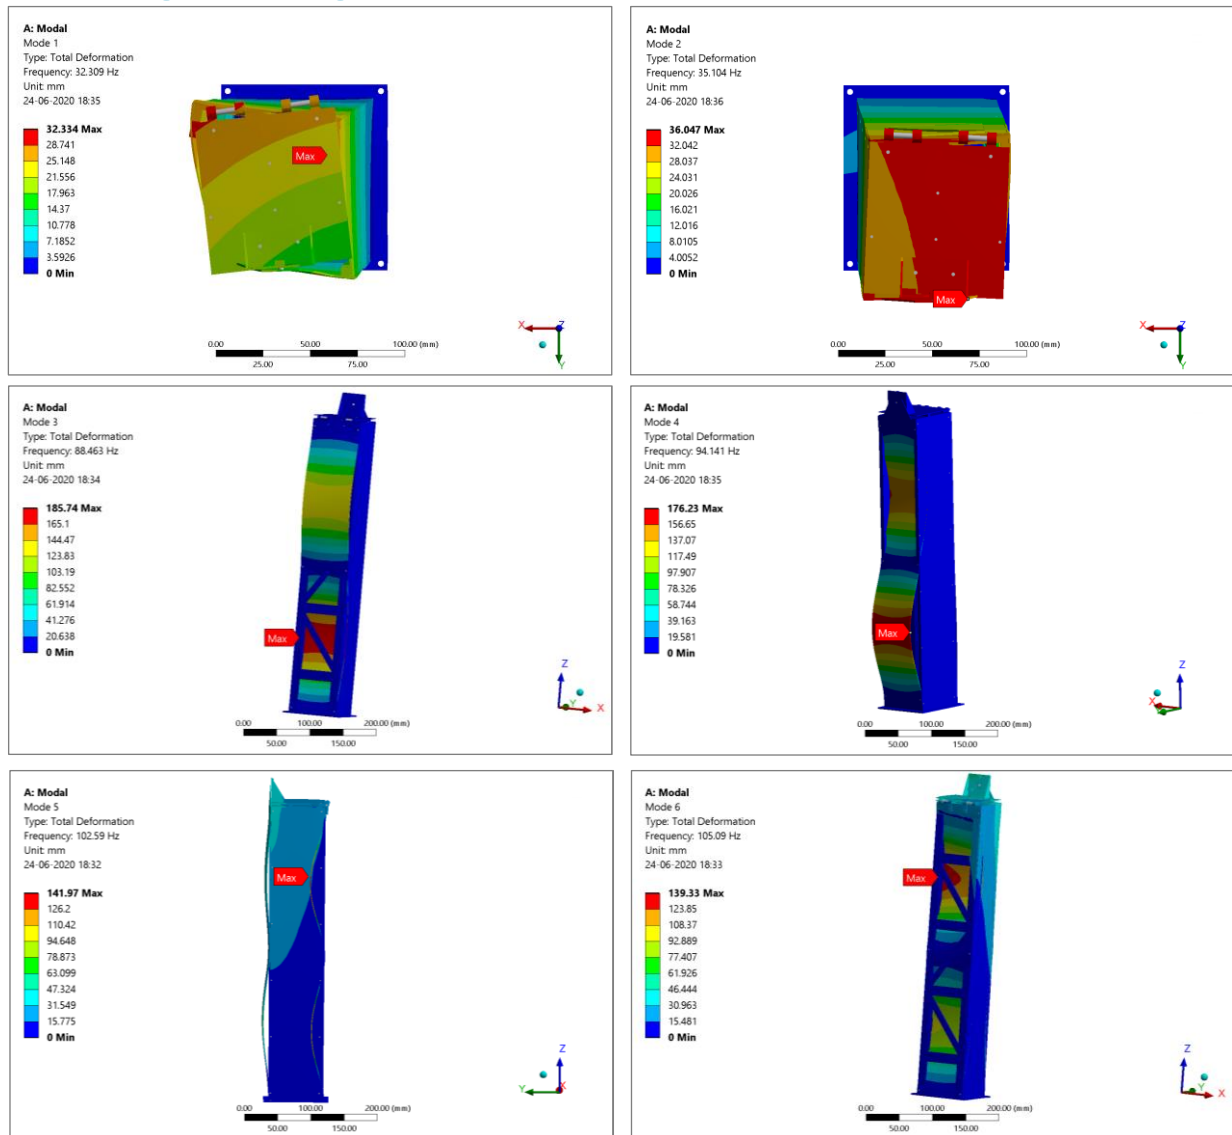 A: Modal
Mode 1
Type: Total Deformation
Frequency: 32.309 Hz
Unit: mm
24-06-2020 18:35
32.334 Max
28.741
25.148
21.556
17.963
14.37
10.778
7.1852
3.5926
0 Min
Max
X Z
Y
0.00 50.00 100.00 (mm)
25.00 75.00
A: Modal
Mode 2
Type: Total Deformation
Frequency: 35.104 Hz
Unit: mm
24-06-2020 18:36
36.047 Max
32.042
28.037
24.031
20.026
16.021
12.016
8.0105
4.0052
0 Min
Max
X Z
Y
0.00 50.00 100.00 (mm)
25.00 75.00
A: Modal
Mode 3
Type: Total Deformation
Frequency: 88.463 Hz
Unit: mm
24-06-2020 18:34
185.74 Max
165.1
144.47
123.83
103.19
82.552
61.914
41.276
20.638
0 Min
Max
Z
Y X
0.00 100.00 200.00 (mm)
50.00 150.00
A: Modal
Mode 4
Type: Total Deformation
Frequency: 94.141 Hz
Unit: mm
24-06-2020 18:35
176.23 Max
156.65
137.07
117.49
97.907
78.326
58.744
39.163
19.581
0 Min
Max
Z
X
0.00 100.00 200.00 (mm)
50.00 150.00
A: Modal
Mode 5
Type: Total Deformation
Frequency: 102.59 Hz
Unit: mm
24-06-2020 18:32
141.97 Max
126.2
110.42
94.648
78.873
63.099
47.324
31.549
15.775
0 Min
Max
Z
Y X
0.00 100.00 200.00 (mm)
50.00 150.00
A: Modal
Mode 6
Type: Total Deformation
Frequency: 105.09 Hz
Unit: mm
24-06-2020 18:33
139.33 Max
123.85
108.37
92.889
77.407
61.926
46.444
30.963
15.481
0 Min
Max
Z
Y X
0.00 100.00 200.00 (mm)
50.00 150.00